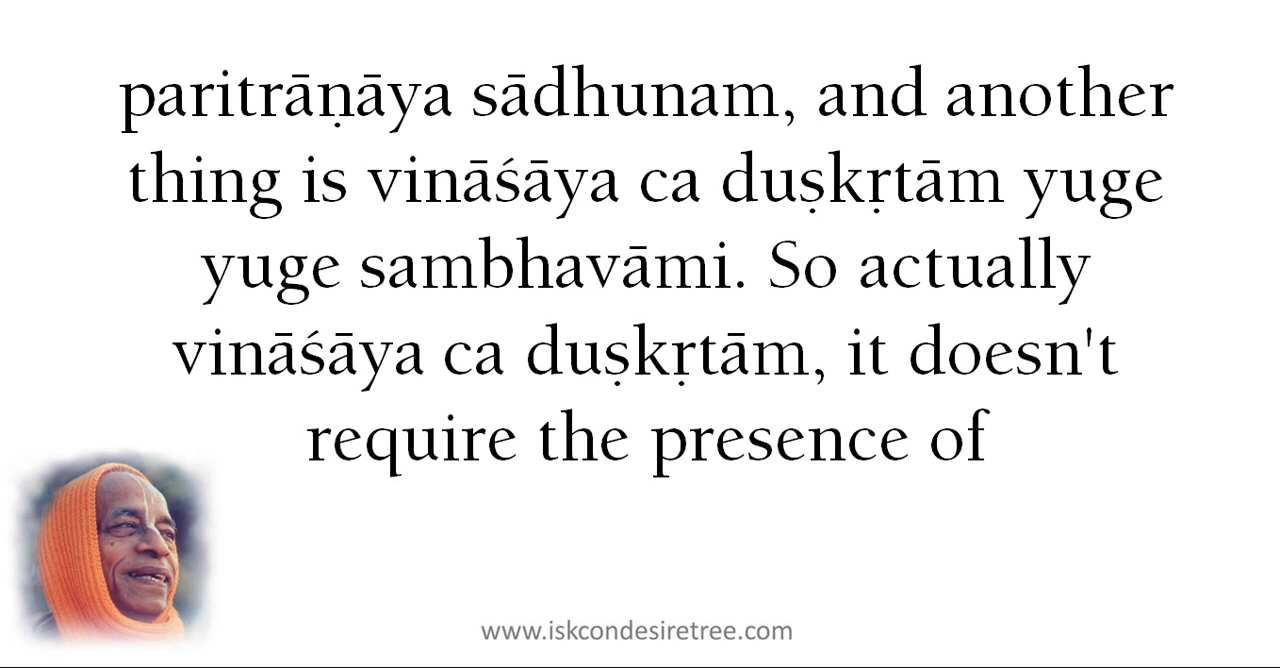 paritrāṇāya sādhunam, and another
thing is vināśāya ca duṣkṛtām yuge
yuge sambhavāmi. So actually
vināśāya ca duṣkṛtām, it doesn't
require the presence of
www.iskcondesiretree.com